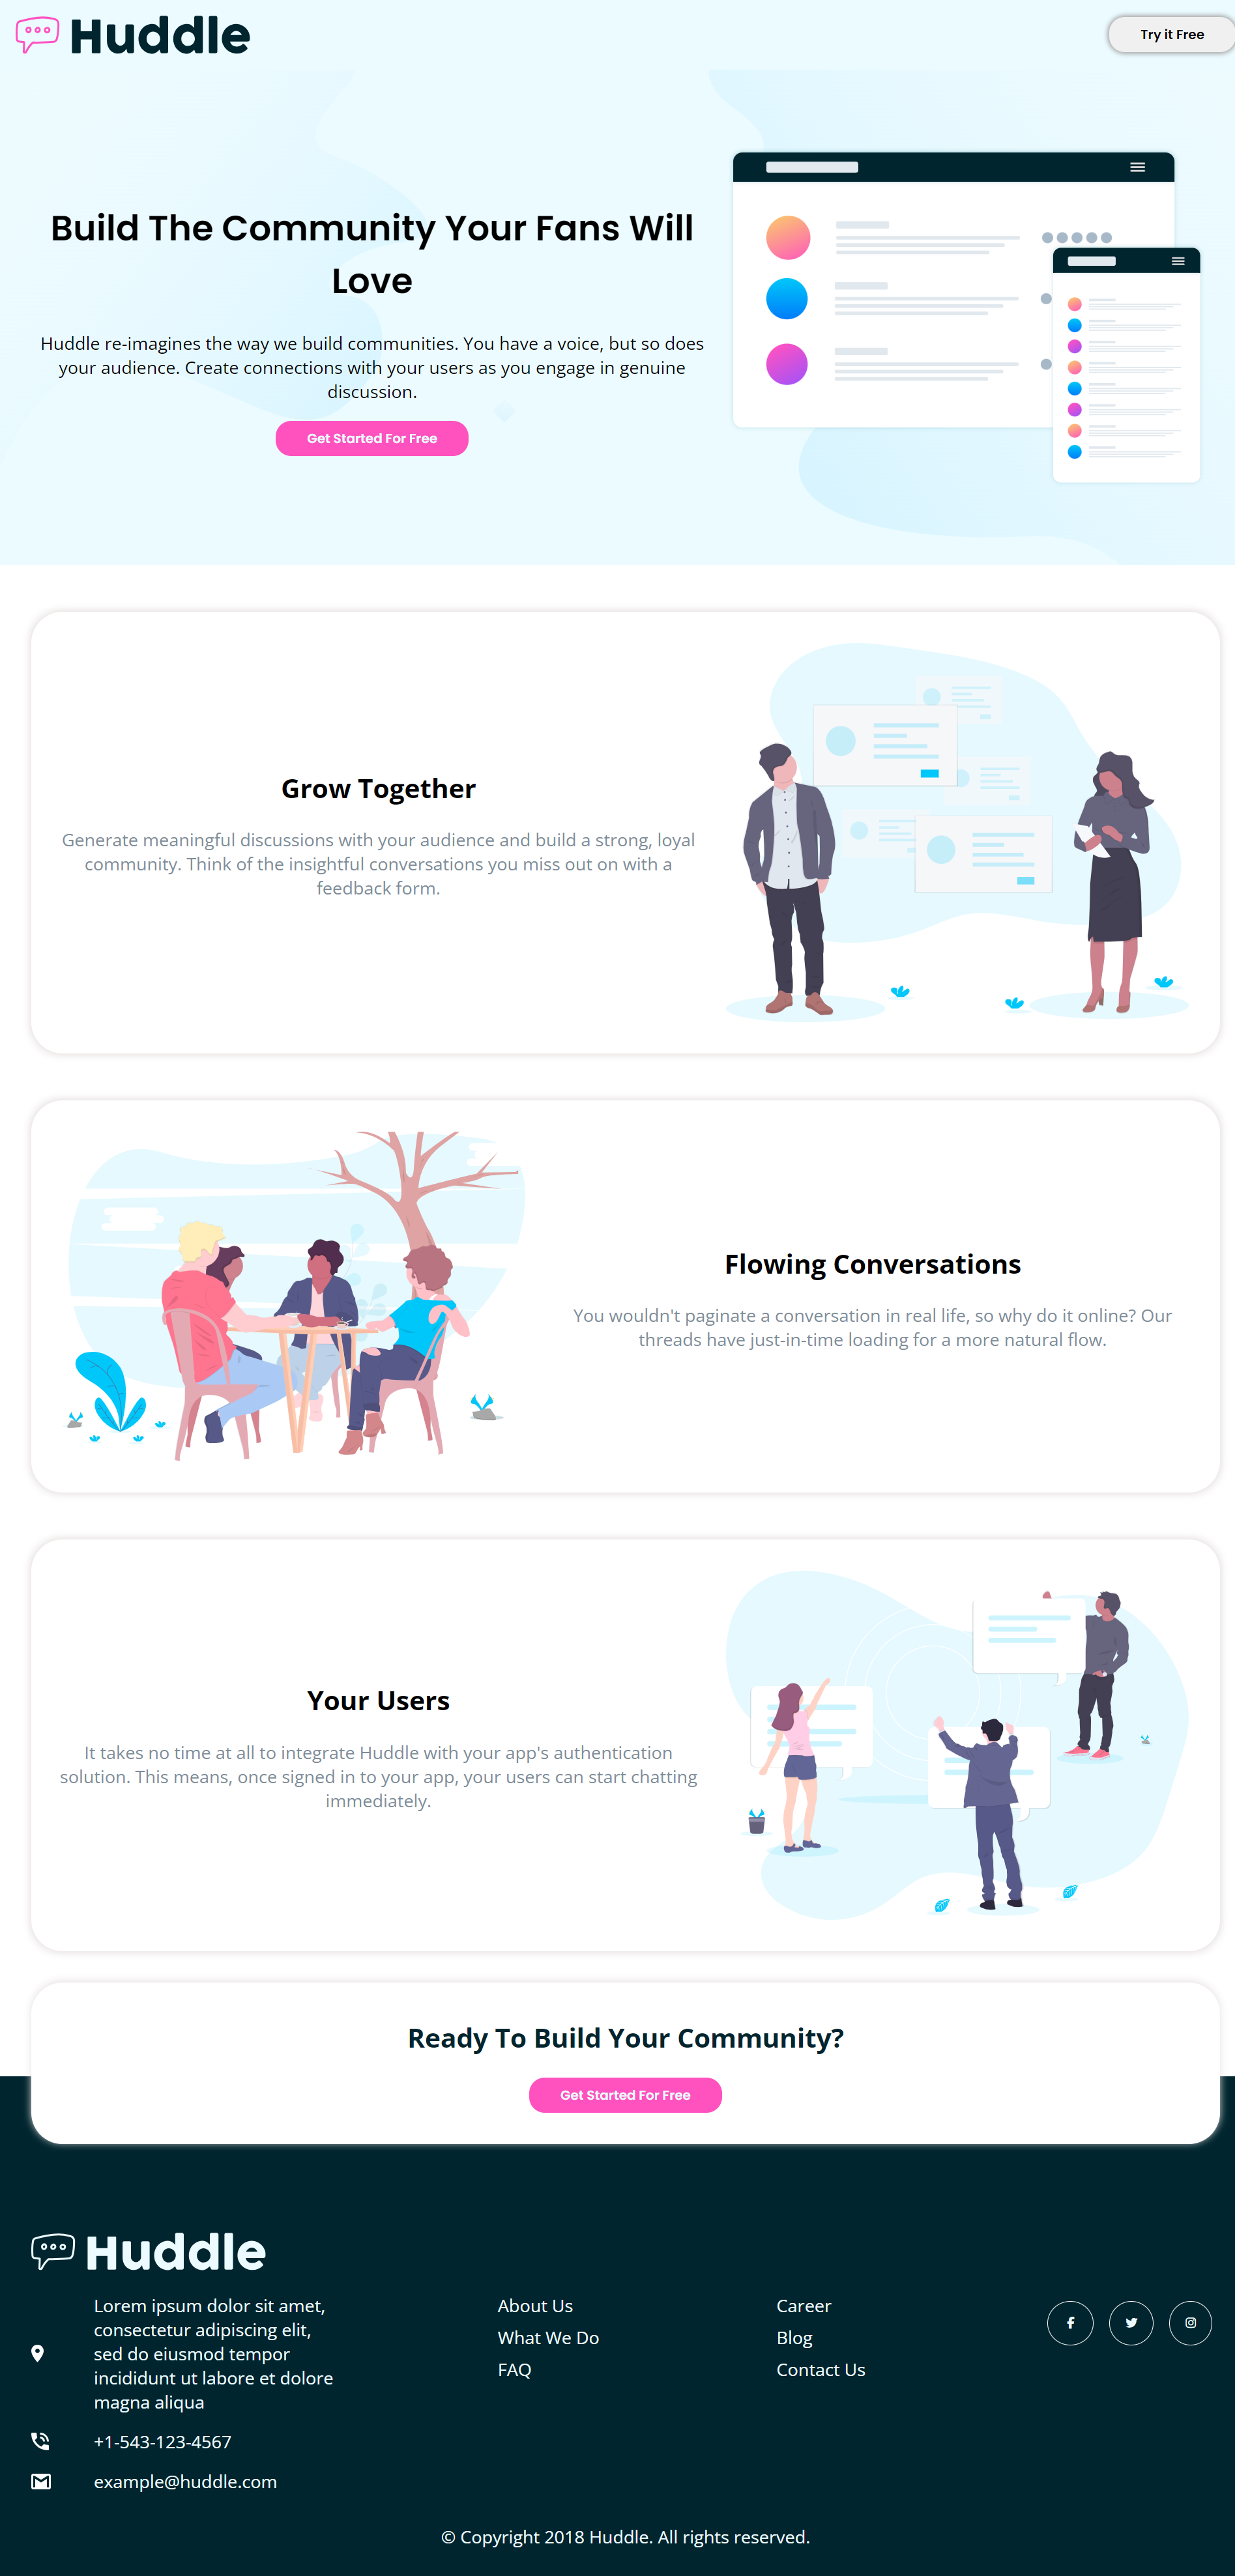 Huddle
Try it Free
Build The Community Your Fans Will
Love
Huddle re-imagines the way we build communities. You have a voice, but so does
your audience. Create connections with your users as you engage in genuine
discussion.
Get Started For Free
Grow Together
Generate meaningful discussions with your audience and build a strong, loyal
community. Think of the insightful conversations you miss out on with a
feedback form.
Flowing Conversations
You wouldn't paginate a conversation in real life, so why do it online? Our
threads have just-in-time loading for a more natural flow.
Your Users
It takes no time at all to integrate Huddle with your app's authentication
solution. This means, once signed in to your app, your users can start chatting
immediately.
Ready To Build Your Community?
Get Started For Free
Huddle
Lorem ipsum dolor sit amet,
consectetur adipiscing elit,
sed do eiusmod tempor
incididunt ut labore et dolore
magna aliqua
+1-543-123-4567
example@huddle.com
About Us
What We Do
FAQ
Career
Blog
Contact Us
© Copyright 2018 Huddle. All rights reserved.